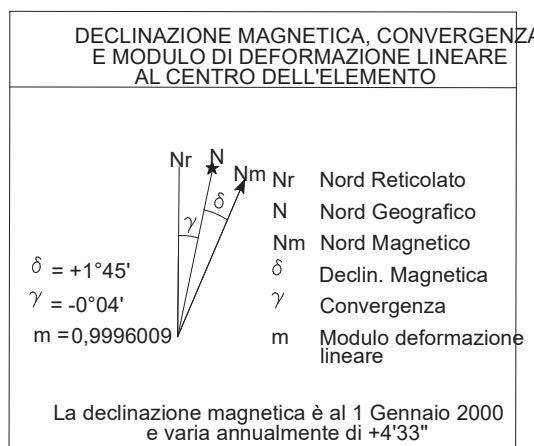 DECLINAZIONE MAGNETICA, CONVERGENZA
E MODULO DI DEFORMAZIONE LINEARE
AL CENTRO DELL'ELEMENTO
Nr
N
Nm
δ
γ
δ = +1°45'
γ = -0°04'
m =0,9996009
Nr Nord Reticolato
N Nord Geografico
Nm Nord Magnetico
δ Declin. Magnetica
γ Convergenza
m Modulo deformazione
lineare
La declinazione magnetica è al 1 Gennaio 2000
e varia annualmente di +4'33"